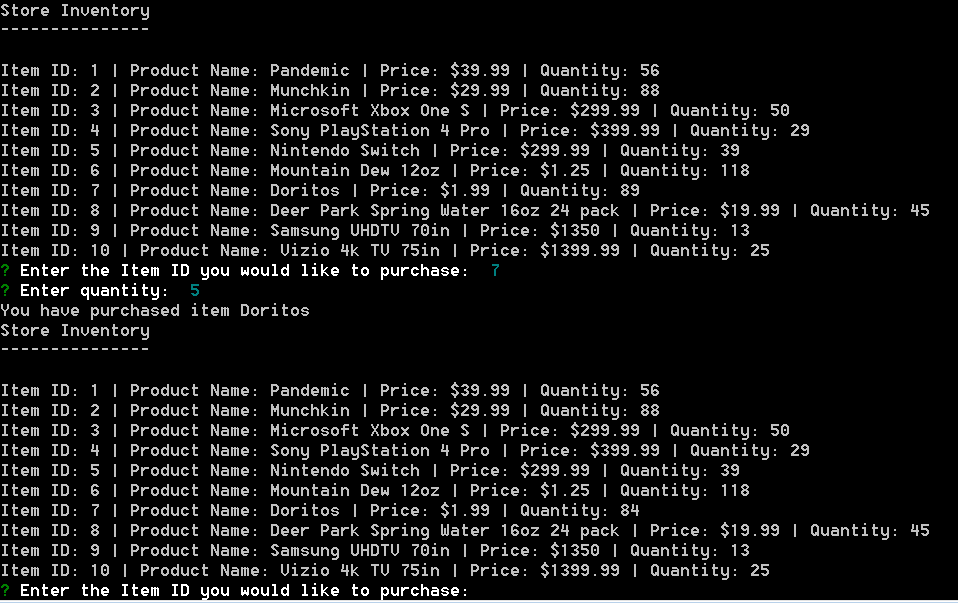 Store Inventory
---------------
Item ID: 1 | Product Name: Pandemic | Price: $39.99 | Quantity: 56
Item ID: 2 | Product Name: Munchkin | Price: $29.99 | Quantity: 88
Item ID: 3 | Product Name: Microsoft Xbox One S | Price: $299.99 | Quantity: 50
Item ID: 4 | Product Name: Sony PlayStation 4 Pro | Price: $399.99 | Quantity: 29
Item ID: 5 | Product Name: Nintendo Switch | Price: $299.99 | Quantity: 39
Item ID: 6 | Product Name: Mountain Dew 12oz | Price: $1.25 | Quantity: 118
Item ID: 7 | Product Name: Doritos | Price: $1.99 | Quantity: 89
Item ID: 8 | Product Name: Deer Park Spring Water 16oz 24 pack | Price: $19.99 | Quantity: 45
Item ID: 9 | Product Name: Samsung UHDTV 70in | Price: $1350 | Quantity: 13
Item ID: 10 | Product Name: Vizio 4k TV 75in | Price: $1399.99 | Quantity: 25
? Enter the Item ID you would like to purchase:  7
? Enter quantity:  5
You have purchased item Doritos
Store Inventory
---------------
Item ID: 1 | Product Name: Pandemic | Price: $39.99 | Quantity: 56
Item ID: 2 | Product Name: Munchkin | Price: $29.99 | Quantity: 88
Item ID: 3 | Product Name: Microsoft Xbox One S | Price: $299.99 | Quantity: 50
Item ID: 4 | Product Name: Sony PlayStation 4 Pro | Price: $399.99 | Quantity: 29
Item ID: 5 | Product Name: Nintendo Switch | Price: $299.99 | Quantity: 39
Item ID: 6 | Product Name: Mountain Dew 12oz | Price: $1.25 | Quantity: 118
Item ID: 7 | Product Name: Doritos | Price: $1.99 | Quantity: 84
Item ID: 8 | Product Name: Deer Park Spring Water 16oz 24 pack | Price: $19.99 | Quantity: 45
Item ID: 9 | Product Name: Samsung UHDTV 70in | Price: $1350 | Quantity: 13
Item ID: 10 | Product Name: Vizio 4k TV 75in | Price: $1399.99 | Quantity: 25
? Enter the Item ID you would like to purchase: